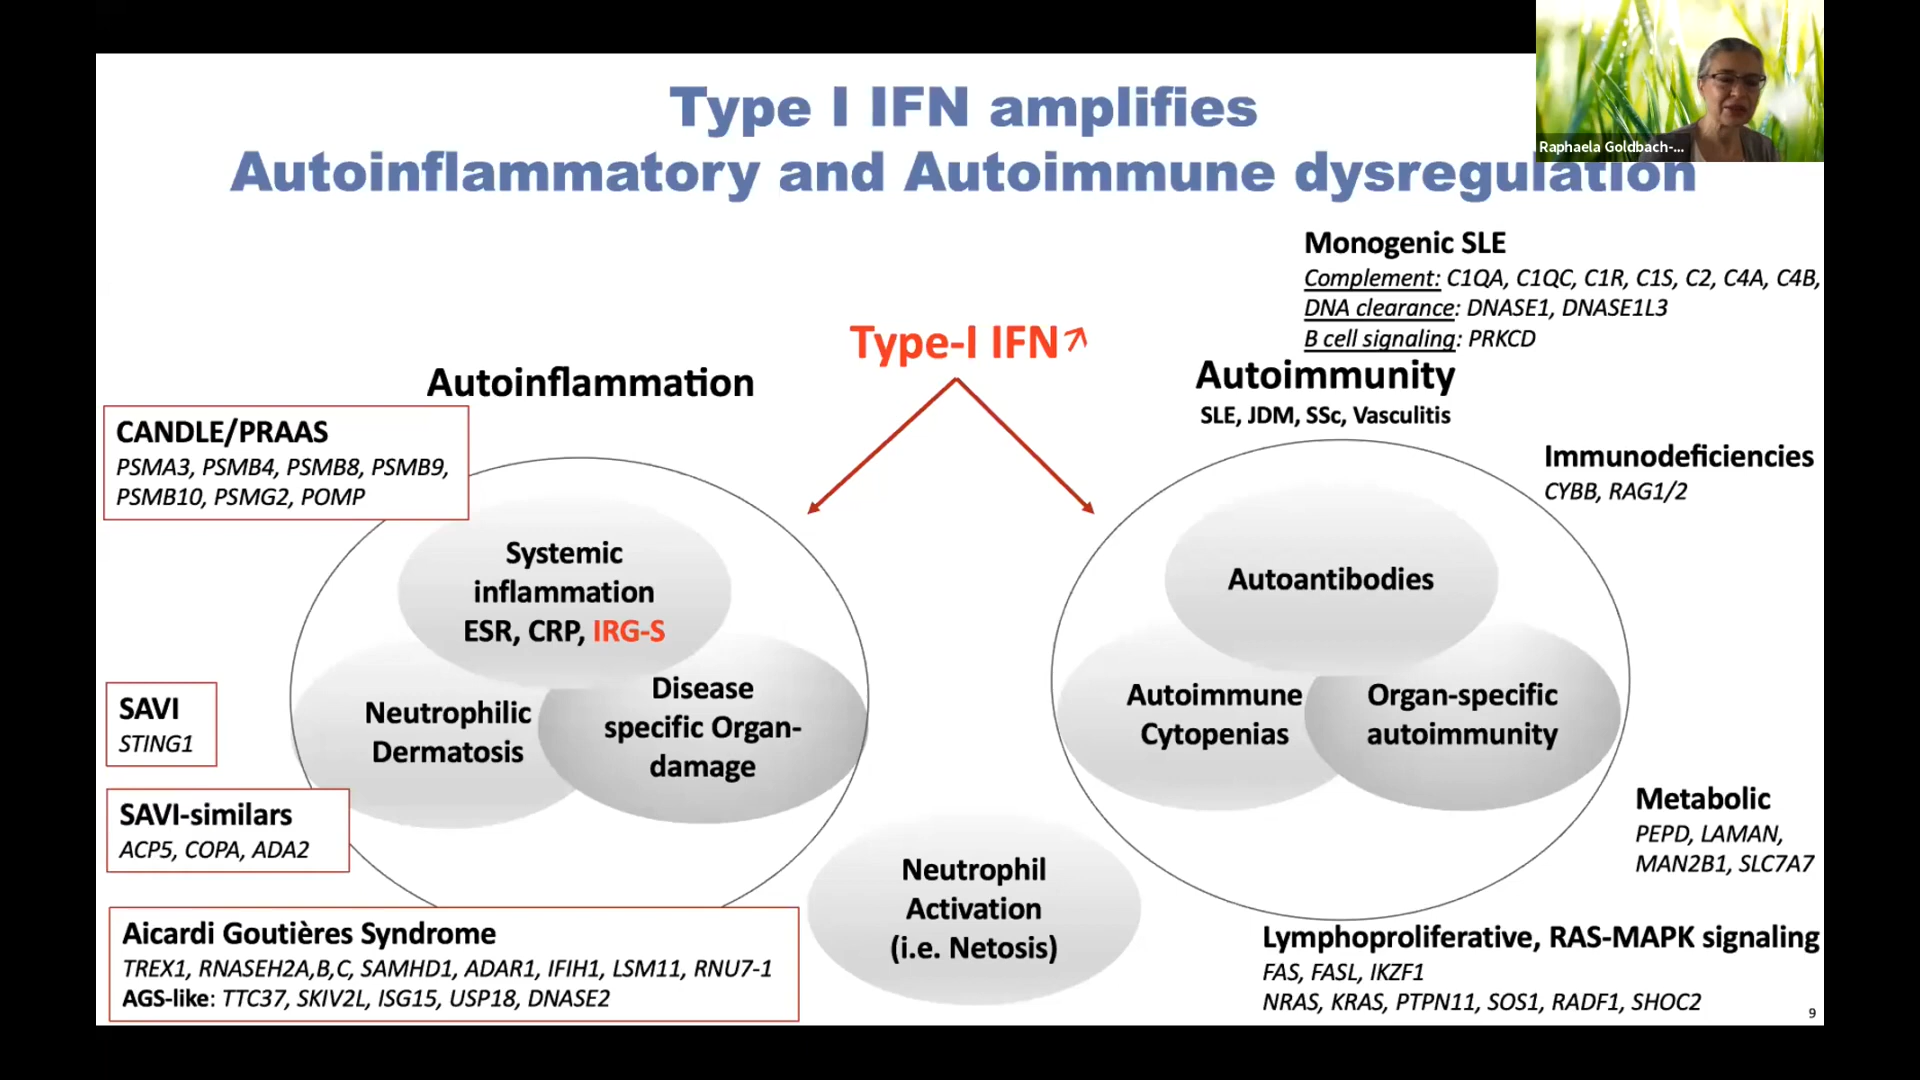 Type I IFN amplifies
Autoinflammatory and Autoimmune dysregulation
Raphaela Goldbach-...
Monogenic SLE
Complement: C1QA, C1QC, C1R, C1S, C2, C4A, C4B,
DNA clearance: DNASE1, DNASE1L3
B cell signaling: PRKCD
Type-I IFN↗
Autoinflammation
Autoimmunity
SLE, JDM, SSc, Vasculitis
CANDLE/PRAAS
PSMA3, PSMB4, PSMB8, PSMB9,
PSMB10, PSMG2, POMP
Immunodeficiencies
CYBB, RAG1/2
Systemic
inflammation
ESR, CRP, IRG-S
Neutrophilic
Dermatosis
Disease
specific Organ-
damage
Autoantibodies
Autoimmune
Cytopenias
Organ-specific
autoimmunity
SAVI
STING1
SAVI-similars
ACP5, COPA, ADA2
Metabolic
PEPD, LAMAN,
MAN2B1, SLC7A7
Neutrophil
Activation
(i.e. Netosis)
Aicardi Goutières Syndrome
TREX1, RNASEH2A,B,C, SAMHD1, ADAR1, IFIH1, LSM11, RNU7-1
AGS-like: TTC37, SKIV2L, ISG15, USP18, DNASE2
Lymphoproliferative, RAS-MAPK signaling
FAS, FASL, IKZF1
NRAS, KRAS, PTPN11, SOS1, RADF1, SHOC2
9